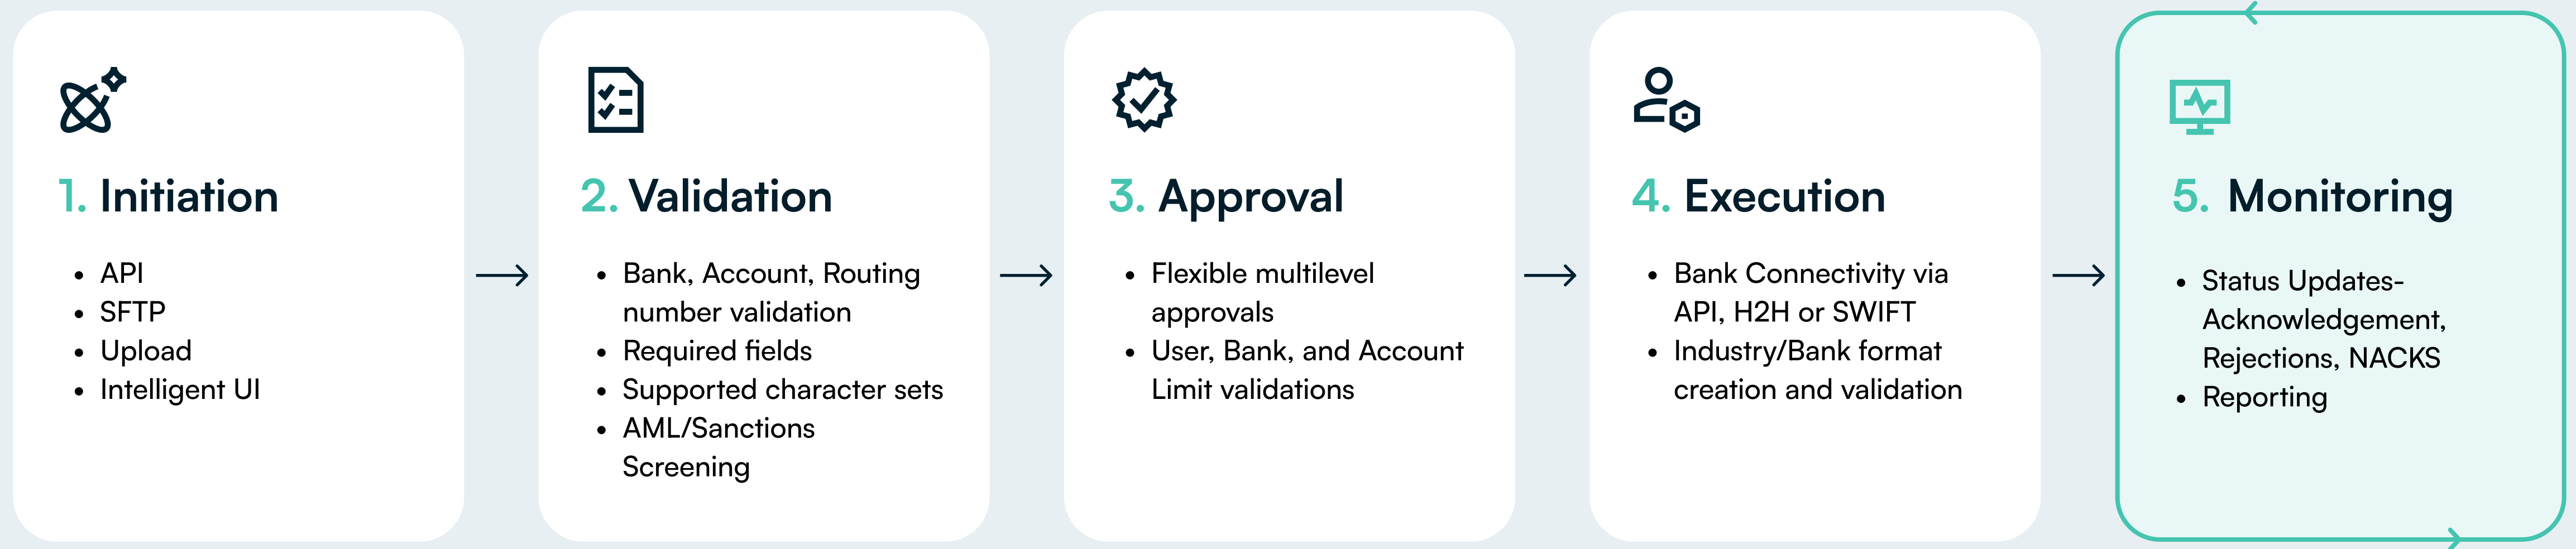 1. Initiation
• API
• SFTP
• Upload
• Intelligent UI
2. Validation
• Bank, Account, Routing
number validation
• Required fields
• Supported character sets
• AML/Sanctions
Screening
3. Approval
• Flexible multilevel
approvals
• User, Bank, and Account
Limit validations
4. Execution
• Bank Connectivity via
API, H2H or SWIFT
• Industry/Bank format
creation and validation
5. Monitoring
• Status Updates-
Acknowledgement,
Rejections, NACKS
• Reporting